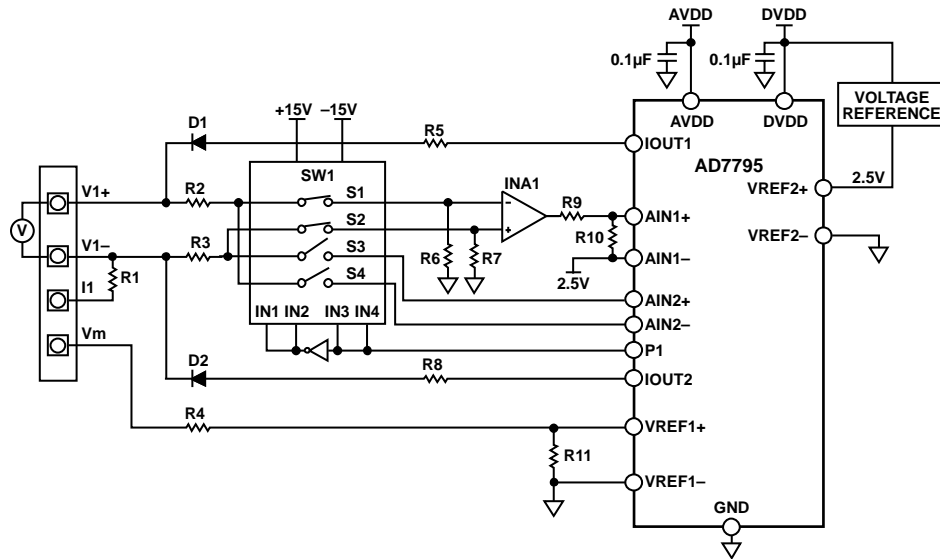 AVDD DVDD
0.1µF 0.1µF
VOLTAGE
REFERENCE
AVDD DVDD
+15V –15V
D1 R5 IOUT1
AD7795
SW1
V1+ R2 S1 INA1 VREF2+ 2.5V
R9 AIN1+
V S2
R10 VREF2–
V1– R3 S3 R6 R7 AIN1–
R1 2.5V
I1 S4
AIN2+
IN1 IN2 IN3 IN4 AIN2–
Vm
P1
D2 R8 IOUT2
R4 VREF1+
R11
VREF1–
GND
− +